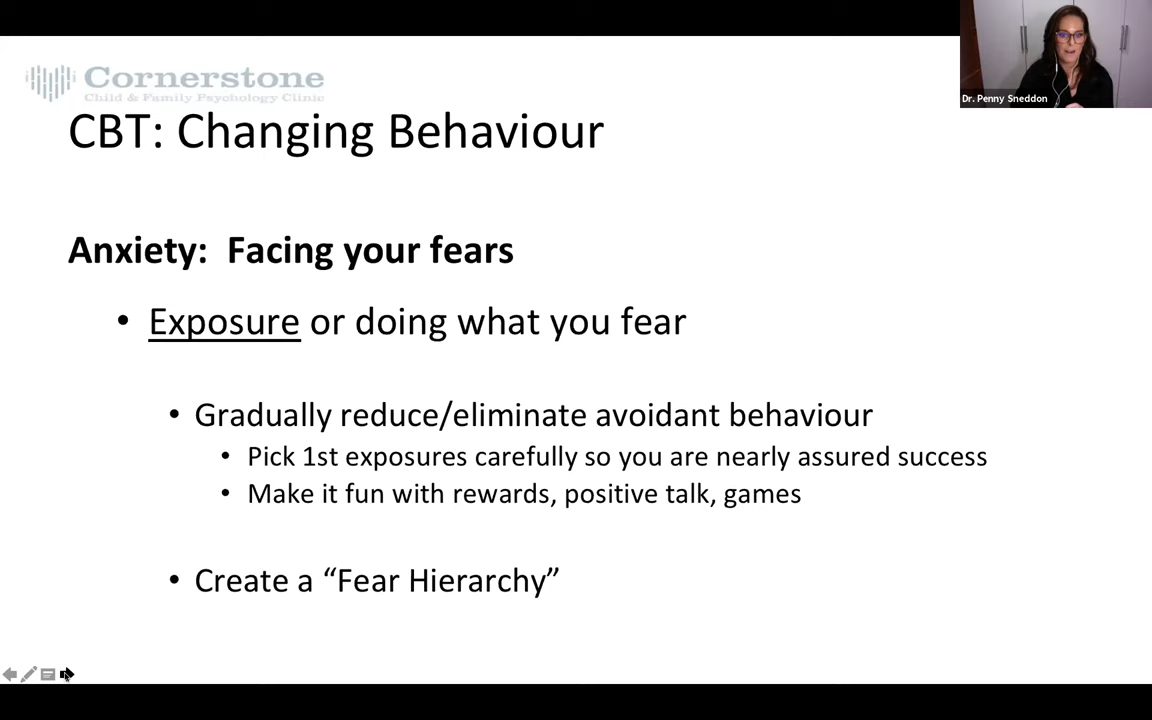 Cornerstone
Child & Family Psychology Clinic
Dr. Penny Sneddon
CBT: Changing Behaviour
Anxiety: Facing your fears
• Exposure or doing what you fear
• Gradually reduce/eliminate avoidant behaviour
• Pick 1st exposures carefully so you are nearly assured success
• Make it fun with rewards, positive talk, games
• Create a “Fear Hierarchy”